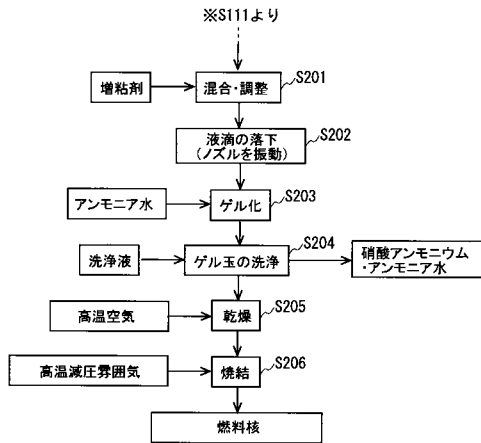 ※S111より
増粘剤
混合・調整
S201
液滴の落下
(ノズルを振動)
S202
アンモニア水
ゲル化
S203
洗浄液
ゲル玉の洗浄
S204
硝酸アンモニウム
・アンモニア水
高温空気
乾燥
S205
高温減圧雰囲気
焼結
S206
燃料核